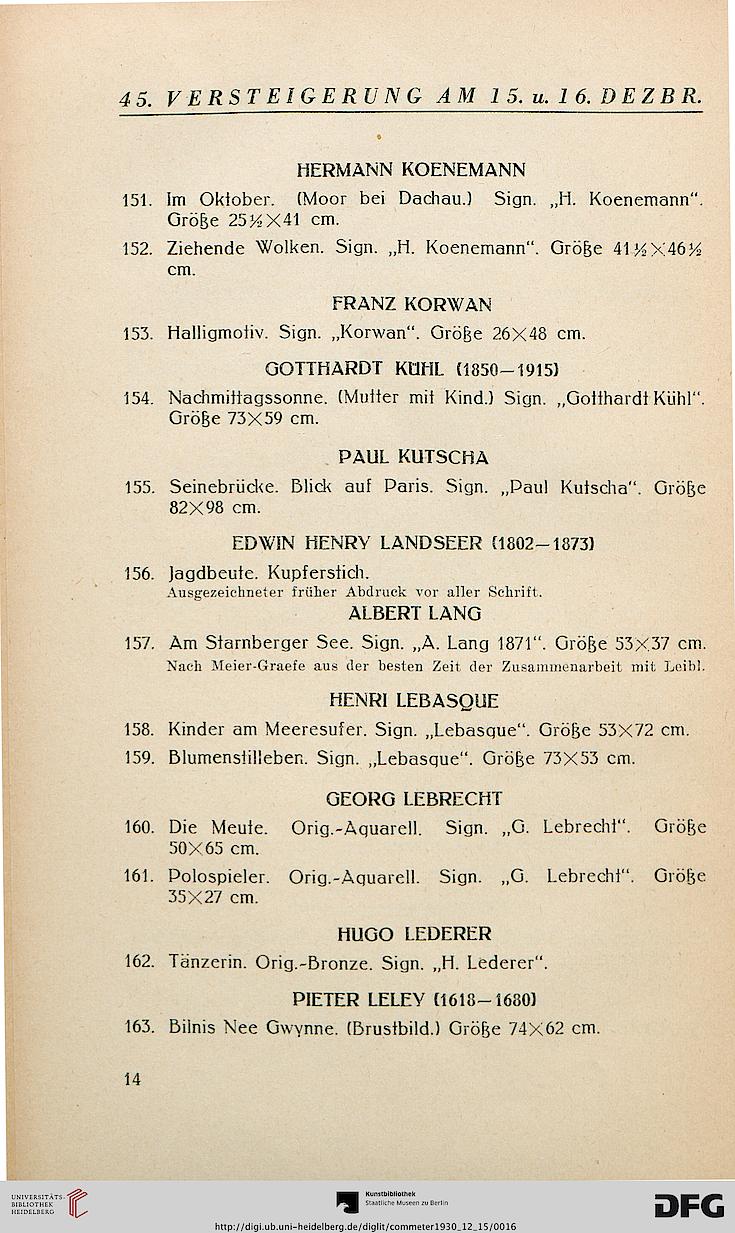 45. VERSTEIGERUNG AM 15. u. 16. DEZBR.
HERMANN KOENEMANN
151. Im Oktober. (Moor bei Dachau.) Sign. „H. Koenemann“.
Größe 25½×41 cm.
152. Ziehende Wolken. Sign. „H. Koenemann“. Größe 41½×46½
cm.
FRANZ KORWAN
153. Halligmotiv. Sign. „Korwan“. Größe 26×48 cm.
GOTTHARDT KÜHL (1850—1915)
154. Nachmittagssonne. (Mutter mit Kind.) Sign. „Gotthardt Kühl“.
Größe 73×59 cm.
PAUL KUTSCHA
155. Seinebrücke. Blick auf Paris. Sign. „Paul Kutscha“. Größe
82×98 cm.
EDWIN HENRY LANDSEER (1802—1873)
156. Jagdbeute. Kupferstich.
Ausgezeichneter früher Abdruck vor aller Schrift.
ALBERT LANG
157. Am Starnberger See. Sign. „A. Lang 1871“. Größe 53×37 cm.
Nach Meier-Graefe aus der besten Zeit der Zusammenarbeit mit Leibl.
HENRI LEBASQUE
158. Kinder am Meeresufer. Sign. „Lebasque“. Größe 53×72 cm.
159. Blumenstilleben. Sign. „Lebasque“. Größe 73×53 cm.
GEORG LEBRECHT
160. Die Meute. Orig.-Aquarell. Sign. „G. Lebrecht“. Größe
50×65 cm.
161. Polospieler. Orig.-Aquarell. Sign. „G. Lebrecht“. Größe
35×27 cm.
HUGO LEDERER
162. Tänzerin. Orig.-Bronze. Sign. „H. Lederer“.
PIETER LELEY (1618—1680)
163. Bilnis Nee Gwynne. (Brustbild.) Größe 74×62 cm.
14
UNIVERSITÄTS-
BIBLIOTHEK
HEIDELBERG
Kunstbibliothek
Staatliche Museen zu Berlin
DFG
http://digi.ub.uni-heidelberg.de/diglit/commeter1930_12_15/0016